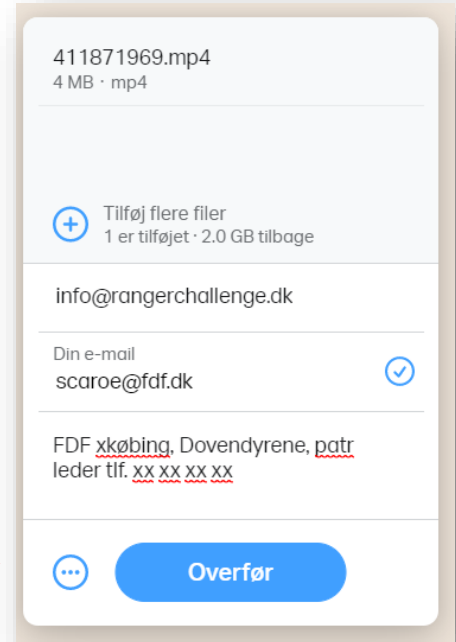 411871969.mp4
4 MB · mp4
Tilføj flere filer
1 er tilføjet · 2.0 GB tilbage
info@rangerchallenge.dk
Din e-mail
scaroe@fdf.dk
FDF xkøbing, Dovendyrene, patr
leder tlf. xx xx xx xx
Overfør